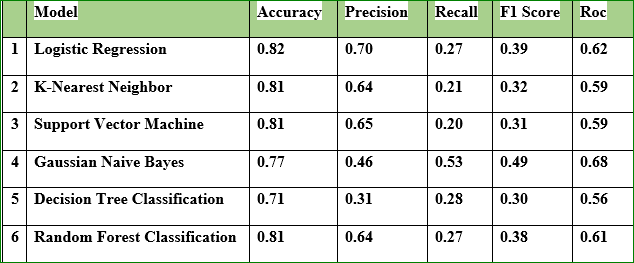 Model Accuracy Precision Recall F1 Score Roc
1 Logistic Regression 0.82 0.70 0.27 0.39 0.62
2 K-Nearest Neighbor 0.81 0.64 0.21 0.32 0.59
3 Support Vector Machine 0.81 0.65 0.20 0.31 0.59
4 Gaussian Naive Bayes 0.77 0.46 0.53 0.49 0.68
5 Decision Tree Classification 0.71 0.31 0.28 0.30 0.56
6 Random Forest Classification 0.81 0.64 0.27 0.38 0.61